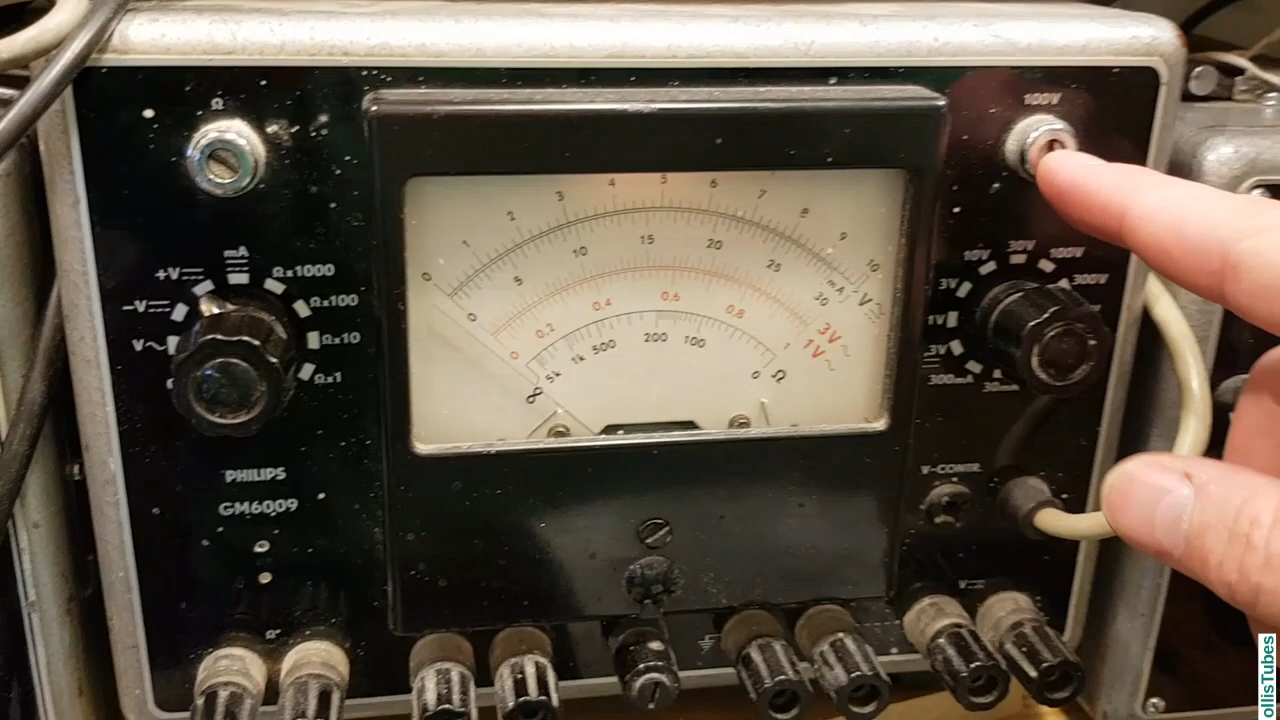 Ω
100V
mA
+V
Ωx1000
-V
Ωx100
V~
Ωx10
Ωx1
0 1 2 3 4 5 6 7 8 9 10
mA V
0 5 10 15 20 25 30
3V~
0 0,2 0,4 0,6 0,8 1
1V~
∞ 5k 1k 500 200 100 0 Ω
10V 30V 100V
3V 300V
1V
,3V
300mA 30mA
PHILIPS
GM6009
V-CONTR.
Ω
V
ollisTubes